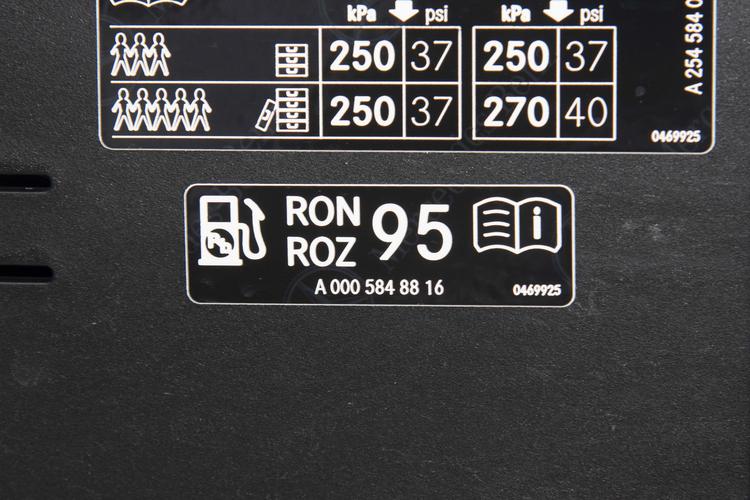 kPa psi kPa psi
250 37 250 37
250 37 270 40
A 254 584 0
0469925
RON 95
ROZ
A 000 584 88 16
0469925